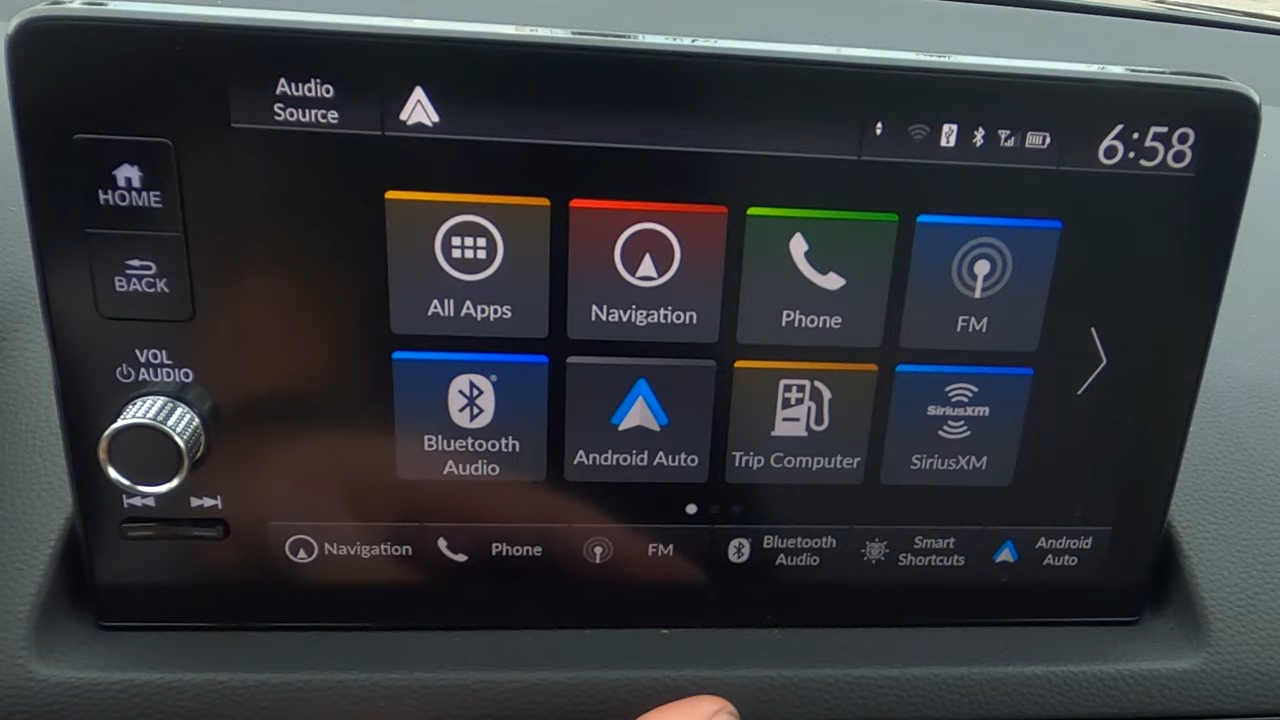 Audio
Source
6:58
HOME
BACK
VOL
AUDIO
All Apps
Navigation
Phone
FM
Bluetooth
Audio
Android Auto
Trip Computer
SiriusXM
SiriusXM
Navigation
Phone
FM
Bluetooth
Audio
Smart
Shortcuts
Android
Auto